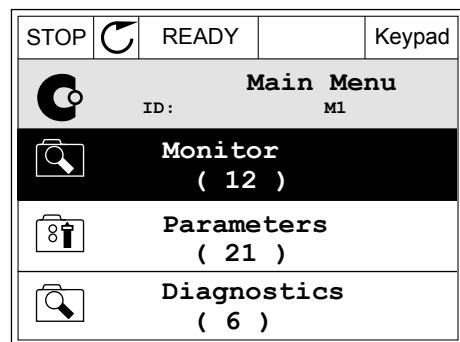 STOP READY Keypad
Main Menu
ID: M1
Monitor
( 12 )
Parameters
( 21 )
Diagnostics
( 6 )